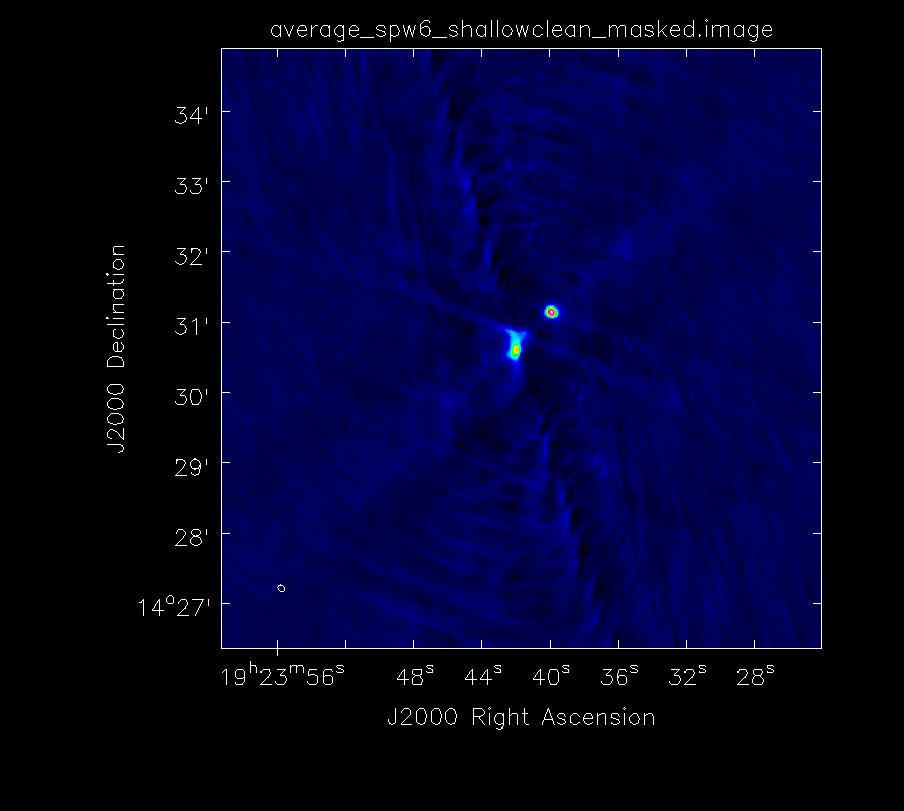 average_spw6_shallowclean_masked.image
34'
33'
32'
31'
30'
29'
28'
14°27'
J2000 Declination
19ʰ23ᵐ56ˢ 48ˢ 44ˢ 40ˢ 36ˢ 32ˢ 28ˢ
J2000 Right Ascension